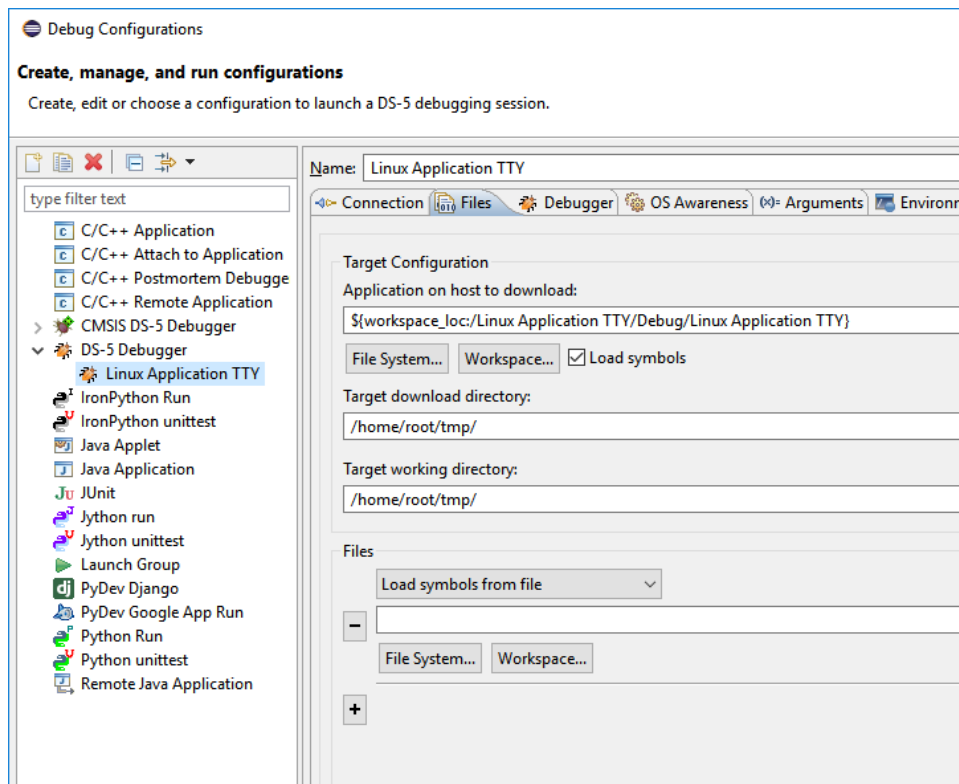 Debug Configurations
Create, manage, and run configurations
Create, edit or choose a configuration to launch a DS-5 debugging session.
type filter text
C/C++ Application
C/C++ Attach to Application
C/C++ Postmortem Debugge
C/C++ Remote Application
CMSIS DS-5 Debugger
DS-5 Debugger
Linux Application TTY
IronPython Run
IronPython unittest
Java Applet
Java Application
JUnit
Jython run
Jython unittest
Launch Group
PyDev Django
PyDev Google App Run
Python Run
Python unittest
Remote Java Application
Name: Linux Application TTY
Connection Files Debugger OS Awareness (x)= Arguments Environm
Target Configuration
Application on host to download:
${workspace_loc:/Linux Application TTY/Debug/Linux Application TTY}
File System... Workspace... Load symbols
Target download directory:
/home/root/tmp/
Target working directory:
/home/root/tmp/
Files
Load symbols from file
File System... Workspace...